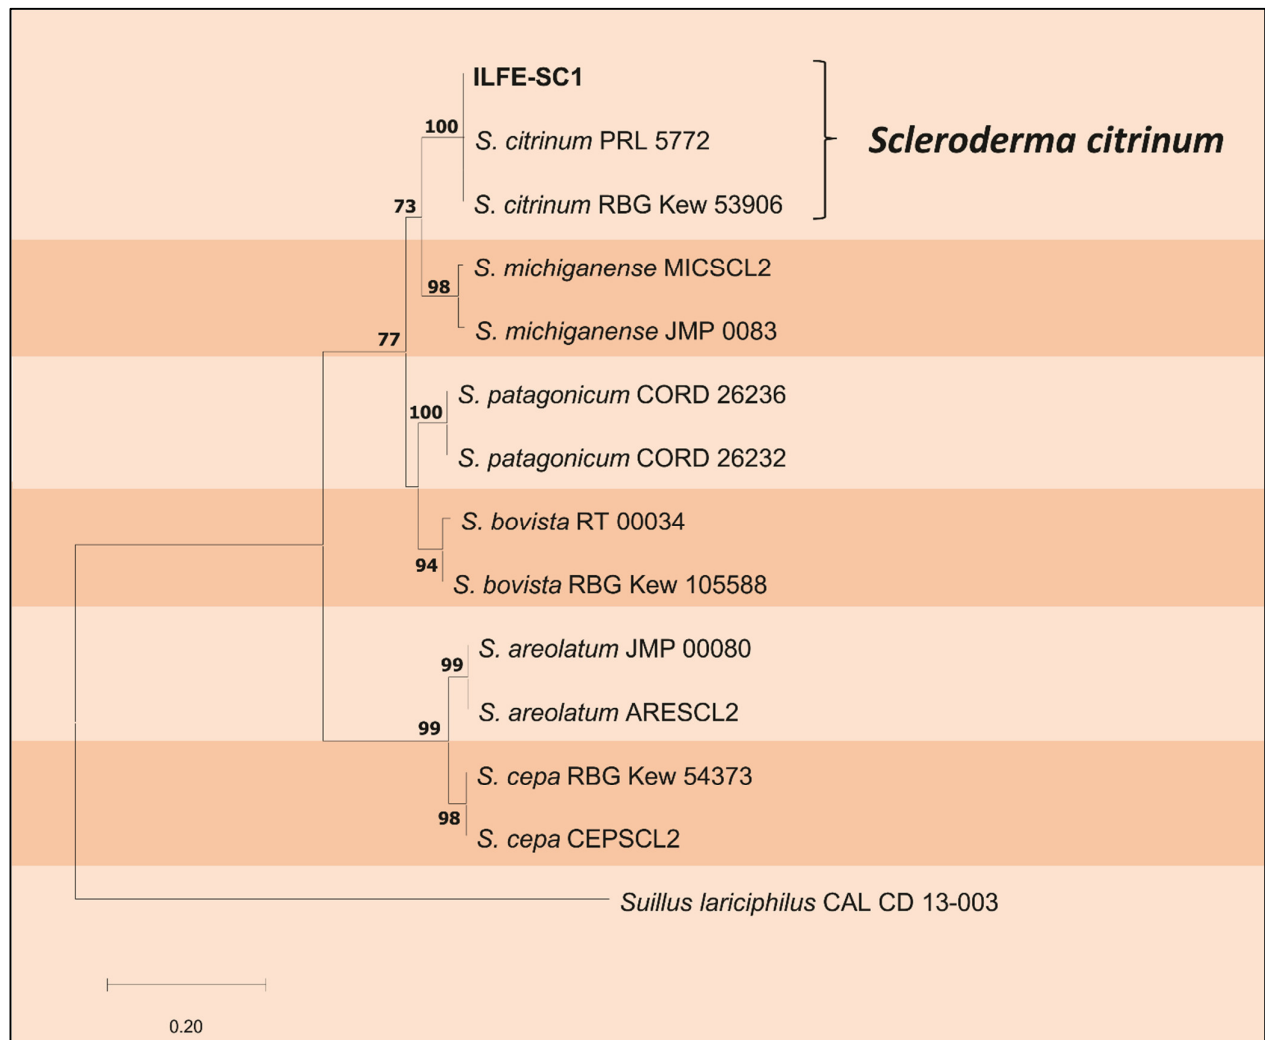 ILFE-SC1
100
S. citrinum PRL 5772
Scleroderma citrinum
73
S. citrinum RBG Kew 53906
S. michiganense MICSCL2
98
S. michiganense JMP 0083
77
S. patagonicum CORD 26236
100
S. patagonicum CORD 26232
S. bovista RT 00034
94
S. bovista RBG Kew 105588
S. areolatum JMP 00080
99
S. areolatum ARESCL2
99
S. cepa RBG Kew 54373
98
S. cepa CEPSCL2
Suillus lariciphilus CAL CD 13-003
0.20